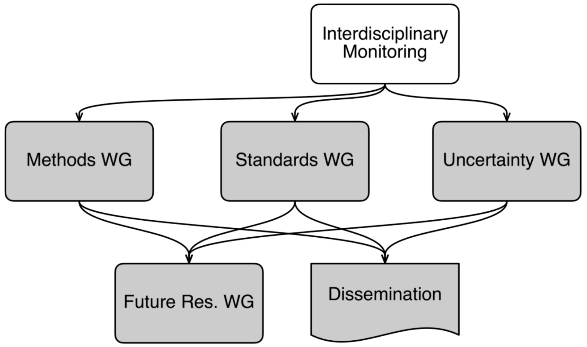 Interdisciplinary
Monitoring
Methods WG
Standards WG
Uncertainty WG
Future Res. WG
Dissemination